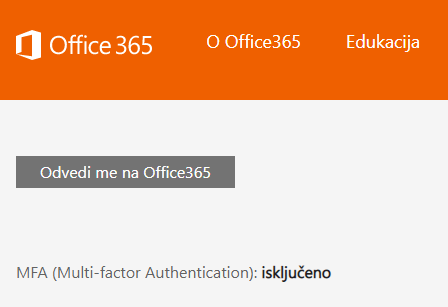 Office 365 O Office365 Edukacija
Odvedi me na Office365
MFA (Multi-factor Authentication): isključeno